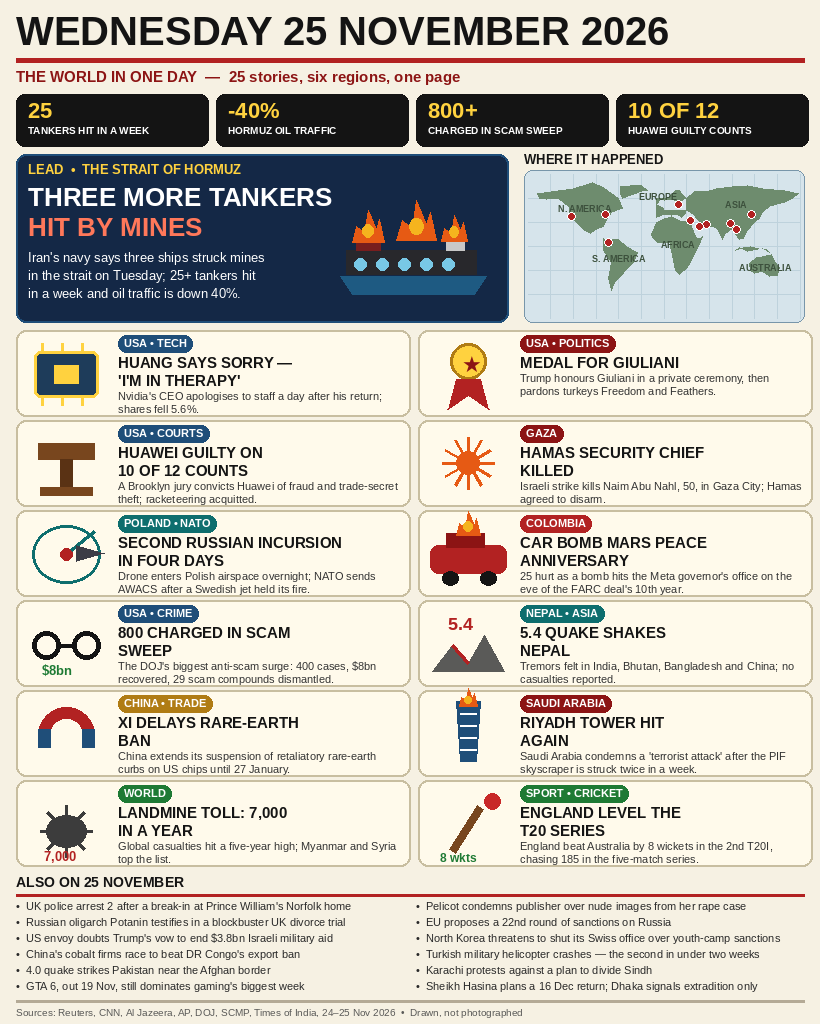 WEDNESDAY 25 NOVEMBER 2026
THE WORLD IN ONE DAY — 25 stories, six regions, one page
25
TANKERS HIT IN A WEEK
-40%
HORMUZ OIL TRAFFIC
800+
CHARGED IN SCAM SWEEP
10 OF 12
HUAWEI GUILTY COUNTS
LEAD • THE STRAIT OF HORMUZ
THREE MORE TANKERS
HIT BY MINES
Iran's navy says three ships struck mines
in the strait on Tuesday; 25+ tankers hit
in a week and oil traffic is down 40%.
WHERE IT HAPPENED
N. AMERICA
EUROPE
ASIA
AFRICA
S. AMERICA
AUSTRALIA
USA • TECH
HUANG SAYS SORRY —
'I'M IN THERAPY'
Nvidia's CEO apologises to staff a day after his return;
shares fell 5.6%.
USA • POLITICS
MEDAL FOR GIULIANI
Trump honours Giuliani in a private ceremony, then
pardons turkeys Freedom and Feathers.
USA • COURTS
HUAWEI GUILTY ON
10 OF 12 COUNTS
A Brooklyn jury convicts Huawei of fraud and trade-secret
theft; racketeering acquitted.
GAZA
HAMAS SECURITY CHIEF
KILLED
Israeli strike kills Naim Abu Nahl, 50, in Gaza City; Hamas
agreed to disarm.
POLAND • NATO
SECOND RUSSIAN INCURSION
IN FOUR DAYS
Drone enters Polish airspace overnight; NATO sends
AWACS after a Swedish jet held its fire.
COLOMBIA
CAR BOMB MARS PEACE
ANNIVERSARY
25 hurt as a bomb hits the Meta governor's office on the
eve of the FARC deal's 10th year.
$8bn
USA • CRIME
800 CHARGED IN SCAM
SWEEP
The DOJ's biggest anti-scam surge: 400 cases, $8bn
recovered, 29 scam compounds dismantled.
5.4
NEPAL • ASIA
5.4 QUAKE SHAKES
NEPAL
Tremors felt in India, Bhutan, Bangladesh and China; no
casualties reported.
CHINA • TRADE
XI DELAYS RARE-EARTH
BAN
China extends its suspension of retaliatory rare-earth
curbs on US chips until 27 January.
SAUDI ARABIA
RIYADH TOWER HIT
AGAIN
Saudi Arabia condemns a 'terrorist attack' after the PIF
skyscraper is struck twice in a week.
7,000
WORLD
LANDMINE TOLL: 7,000
IN A YEAR
Global casualties hit a five-year high; Myanmar and Syria
top the list.
8 wkts
SPORT • CRICKET
ENGLAND LEVEL THE
T20 SERIES
England beat Australia by 8 wickets in the 2nd T20I,
chasing 185 in the five-match series.
ALSO ON 25 NOVEMBER
• UK police arrest 2 after a break-in at Prince William's Norfolk home
• Russian oligarch Potanin testifies in a blockbuster UK divorce trial
• US envoy doubts Trump's vow to end $3.8bn Israeli military aid
• China's cobalt firms race to beat DR Congo's export ban
• 4.0 quake strikes Pakistan near the Afghan border
• GTA 6, out 19 Nov, still dominates gaming's biggest week
• Pelicot condemns publisher over nude images from her rape case
• EU proposes a 22nd round of sanctions on Russia
• North Korea threatens to shut its Swiss office over youth-camp sanctions
• Turkish military helicopter crashes — the second in under two weeks
• Karachi protests against a plan to divide Sindh
• Sheikh Hasina plans a 16 Dec return; Dhaka signals extradition only
Sources: Reuters, CNN, Al Jazeera, AP, DOJ, SCMP, Times of India, 24–25 Nov 2026 • Drawn, not photographed